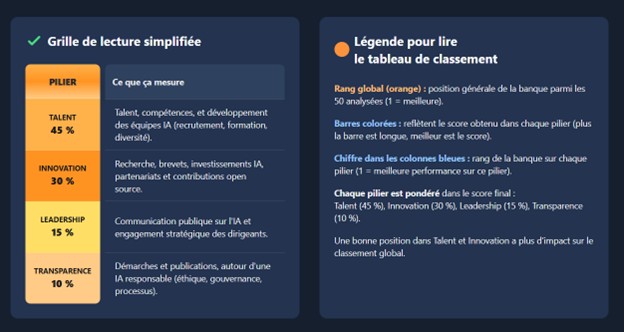 Grille de lecture simplifiée
PILIER
Ce que ça mesure
TALENT
45 %
Talent, compétences, et développement
des équipes IA (recrutement, formation,
diversité).
INNOVATION
30 %
Recherche, brevets, investissements IA,
partenariats et contributions open
source.
LEADERSHIP
15 %
Communication publique sur l'IA et
engagement stratégique des dirigeants.
TRANSPARENCE
10 %
Démarches et publications, autour d'une
IA responsable (éthique, gouvernance,
processus).
Légende pour lire
le tableau de classement
Rang global (orange) : position générale de la banque parmi les
50 analysées (1 = meilleure).
Barres colorées : reflètent le score obtenu dans chaque pilier (plus
la barre est longue, meilleur est le score).
Chiffre dans les colonnes bleues : rang de la banque sur chaque
pilier (1 = meilleure performance sur ce pilier).
Chaque pilier est pondéré dans le score final :
Talent (45 %), Innovation (30 %), Leadership (15 %), Transparence
(10 %).
Une bonne position dans Talent et Innovation a plus d'impact sur le
classement global.